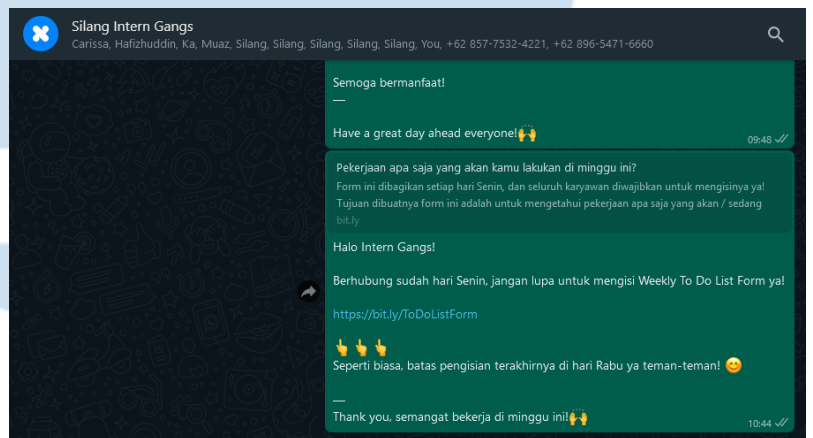 Silang Intern Gangs
Carissa, Hafizhuddin, Ka, Muaz, Silang, Silang, Silang, Silang, Silang, You, +62 857-7532-4221, +62 896-5471-6660
Semoga bermanfaat!
—
Have a great day ahead everyone!🙌
09:48
Pekerjaan apa saja yang akan kamu lakukan di minggu ini?
Form ini dibagikan setiap hari Senin, dan seluruh karyawan diwajibkan untuk mengisinya ya!
Tujuan dibuatnya form ini adalah untuk mengetahui pekerjaan apa saja yang akan / sedang
bit.ly
Halo Intern Gangs!
Berhubung sudah hari Senin, jangan lupa untuk mengisi Weekly To Do List Form ya!
https://bit.ly/ToDoListForm
👆👆👆
Seperti biasa, batas pengisian terakhirnya di hari Rabu ya teman-teman! 😊
—
Thank you, semangat bekerja di minggu ini!🙌
10:44